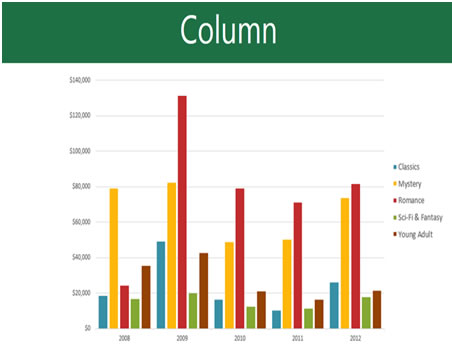 Column
$140,000
$120,000
$100,000
$80,000
$60,000
$40,000
$20,000
$0
2008 2009 2010 2011 2012
Classics
Mystery
Romance
Sci-Fi & Fantasy
Young Adult